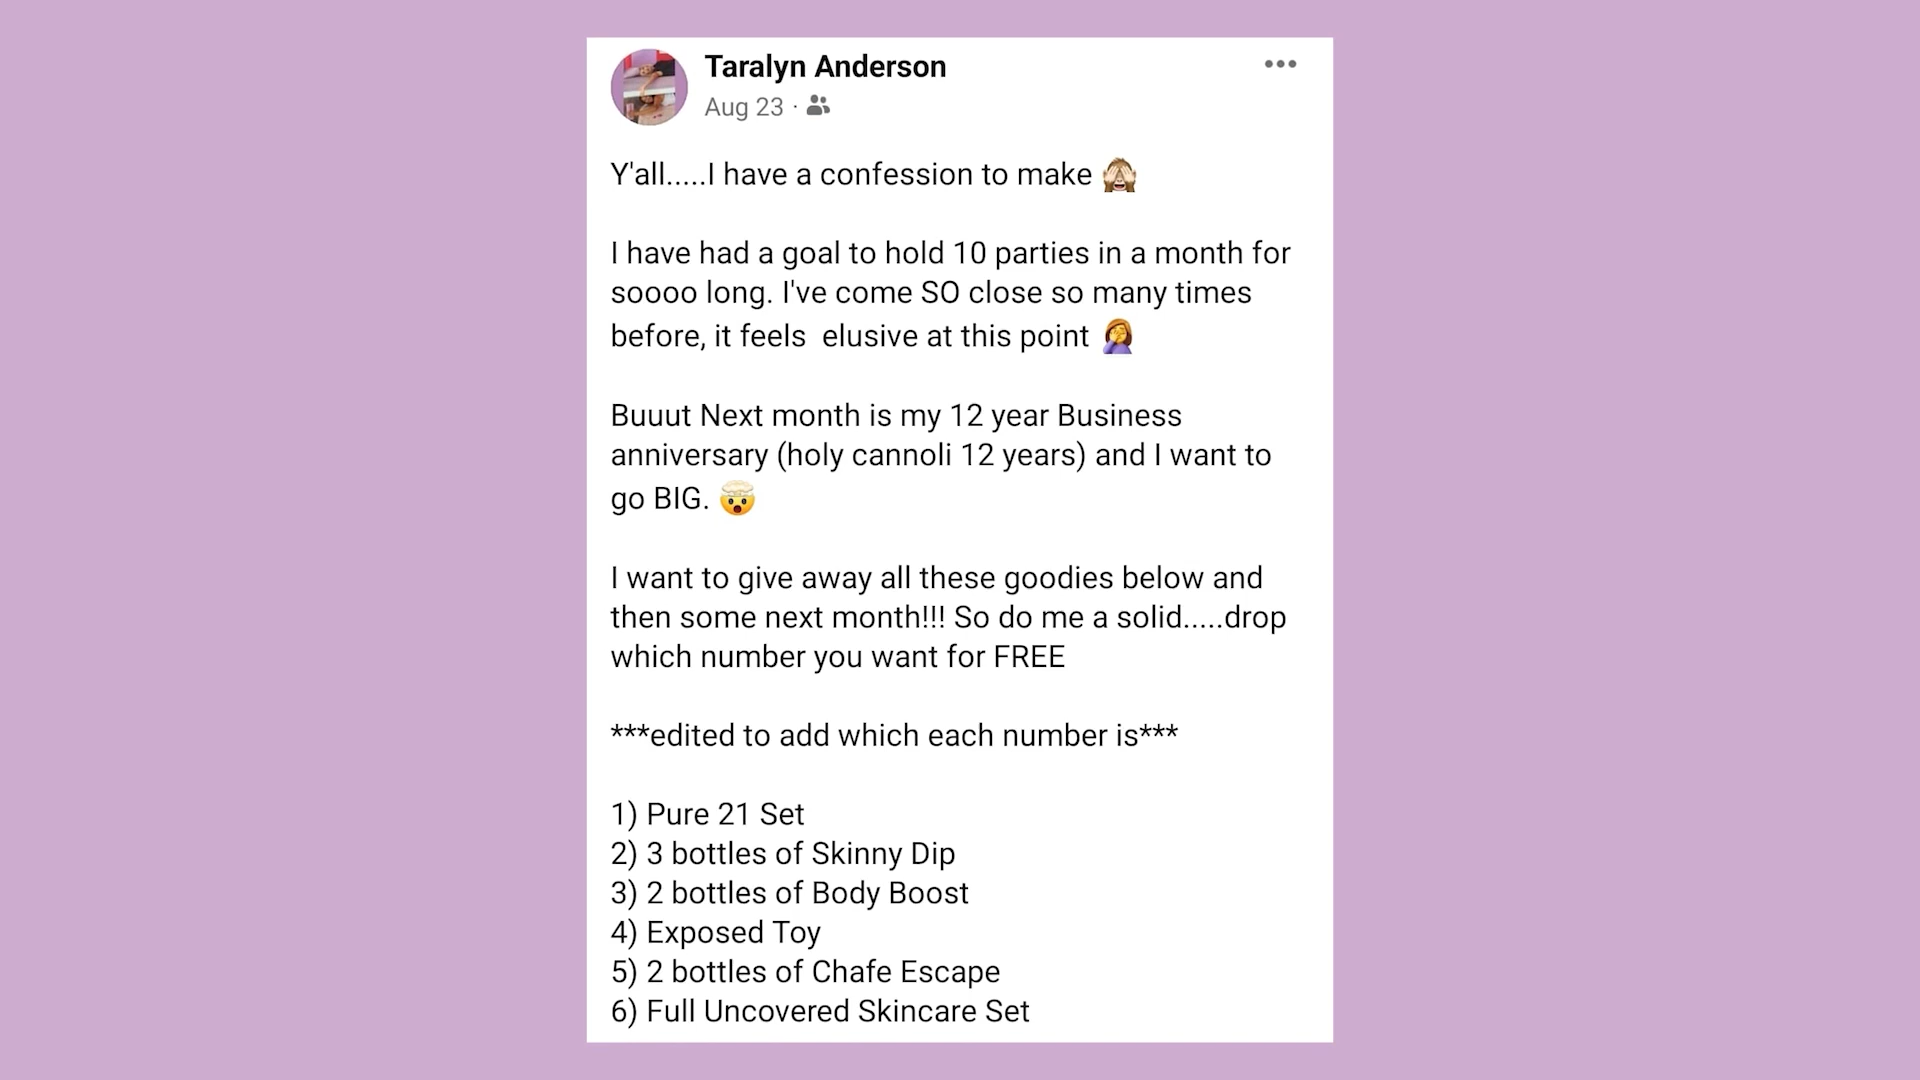 Taralyn Anderson
Aug 23 ·
Y'all.....I have a confession to make 🙈
I have had a goal to hold 10 parties in a month for
soooo long. I've come SO close so many times
before, it feels  elusive at this point 🤦‍♀️
Buuut Next month is my 12 year Business
anniversary (holy cannoli 12 years) and I want to
go BIG. 🤯
I want to give away all these goodies below and
then some next month!!! So do me a solid.....drop
which number you want for FREE
***edited to add which each number is***
1) Pure 21 Set
2) 3 bottles of Skinny Dip
3) 2 bottles of Body Boost
4) Exposed Toy
5) 2 bottles of Chafe Escape
6) Full Uncovered Skincare Set